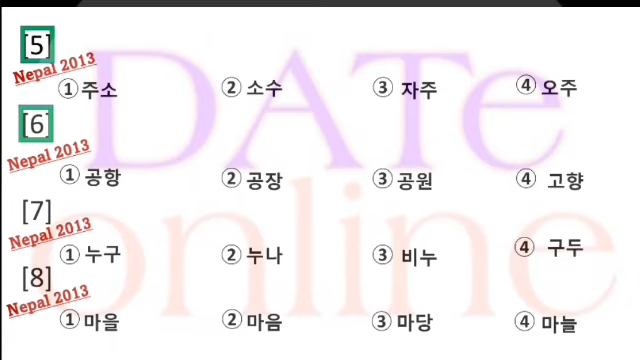 DATe
online
[5]
Nepal 2013
① 주소 ② 소수 ③ 자주 ④ 오주
[6]
Nepal 2013
① 공항 ② 공장 ③ 공원 ④ 고향
[7]
Nepal 2013
① 누구 ② 누나 ③ 비누 ④ 구두
[8]
Nepal 2013
① 마을 ② 마음 ③ 마당 ④ 마늘